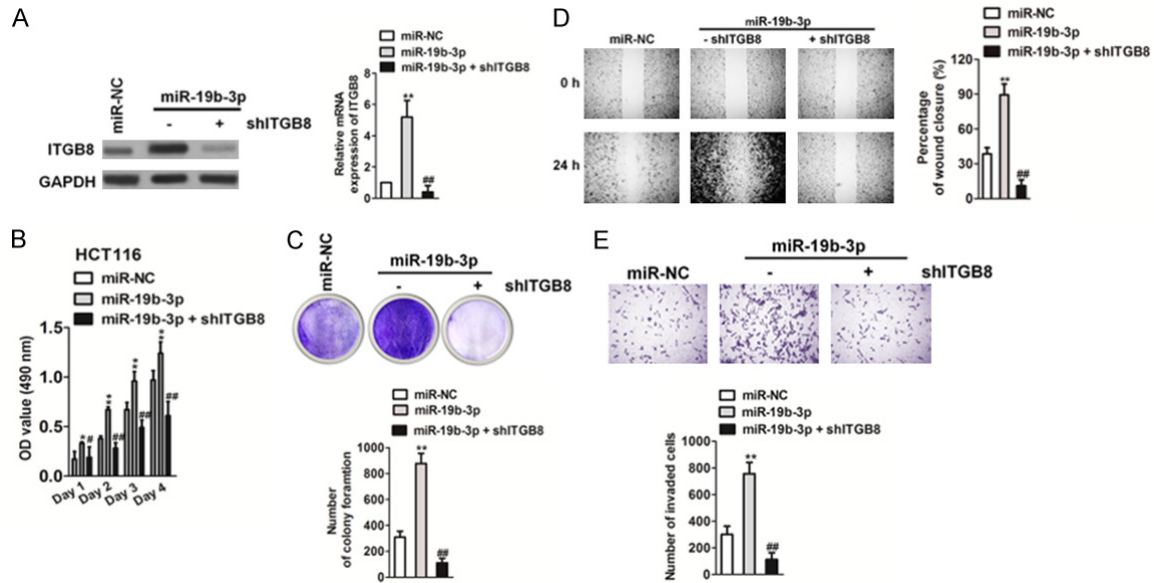 A
miR-NC
miR-19b-3p
- + shITGB8
ITGB8
GAPDH
miR-NC
miR-19b-3p
miR-19b-3p + shITGB8
Relative mRNA
expression of ITGB8
8
6
4
2
0
**
##
B
HCT116
miR-NC
miR-19b-3p
miR-19b-3p + shITGB8
OD value (490 nm)
1.5
1.0
0.5
0.0
* # ** ## ** ## ** ##
Day 1 Day 2 Day 3 Day 4
C
miR-NC
miR-19b-3p
- + shITGB8
miR-NC
miR-19b-3p
miR-19b-3p + shITGB8
Number
of colony foramtion
1000
800
600
400
200
0
**
##
D
miR-19b-3p
miR-NC - shITGB8 + shITGB8
0 h
24 h
miR-NC
miR-19b-3p
miR-19b-3p + shITGB8
Percentage
of wound closure (%)
120
90
60
30
0
**
##
E
miR-19b-3p
miR-NC - + shITGB8
miR-NC
miR-19b-3p
miR-19b-3p + shITGB8
Number of invaded cells
1000
800
600
400
200
0
**
##